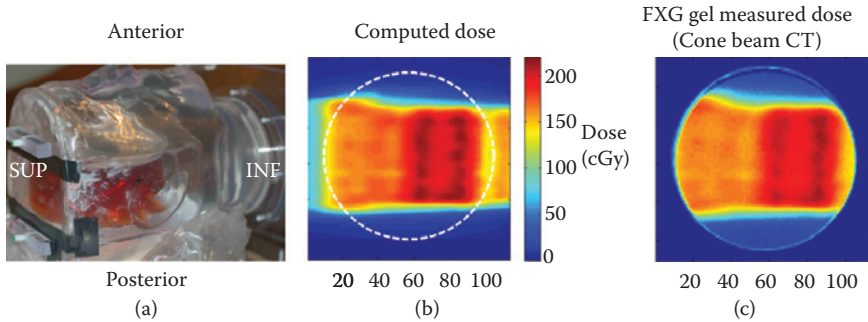 Anterior
SUP
INF
Posterior
(a)
Computed dose
200
150
100
50
0
Dose
(cGy)
20 40 60 80 100
(b)
FXG gel measured dose
(Cone beam CT)
20 40 60 80 100
(c)